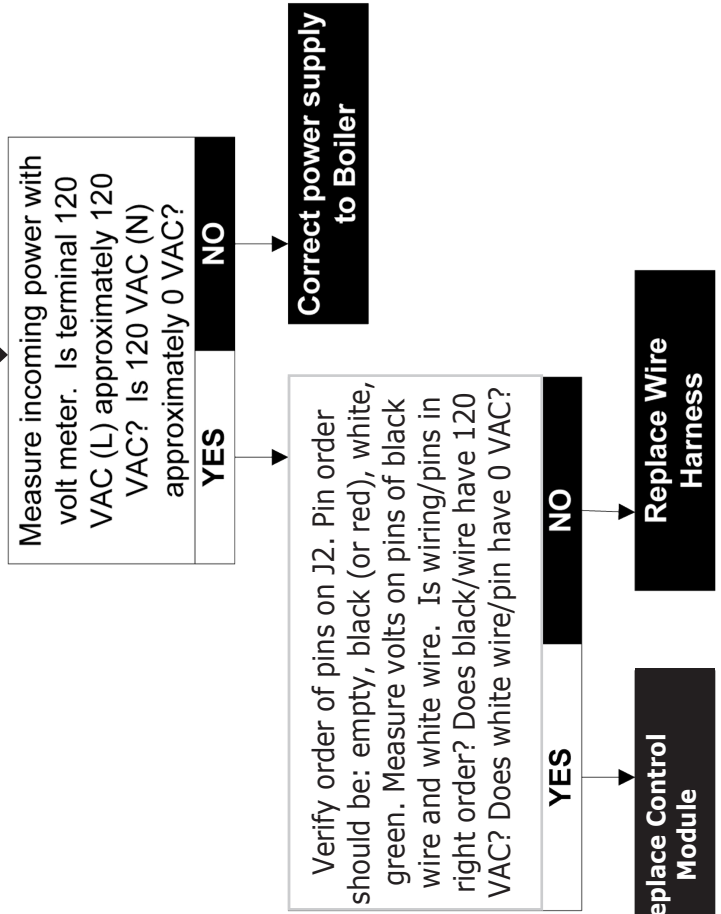 Measure incoming power with
volt meter. Is terminal 120
VAC (L) approximately 120
VAC? Is 120 VAC (N)
approximately 0 VAC?
YES
NO
Correct power supply
to Boiler
Verify order of pins on J2. Pin order
should be: empty, black (or red), white,
green. Measure volts on pins of black
wire and white wire. Is wiring/pins in
right order? Does black/wire have 120
VAC? Does white wire/pin have 0 VAC?
YES
NO
eplace Control
Module
Replace Wire
Harness